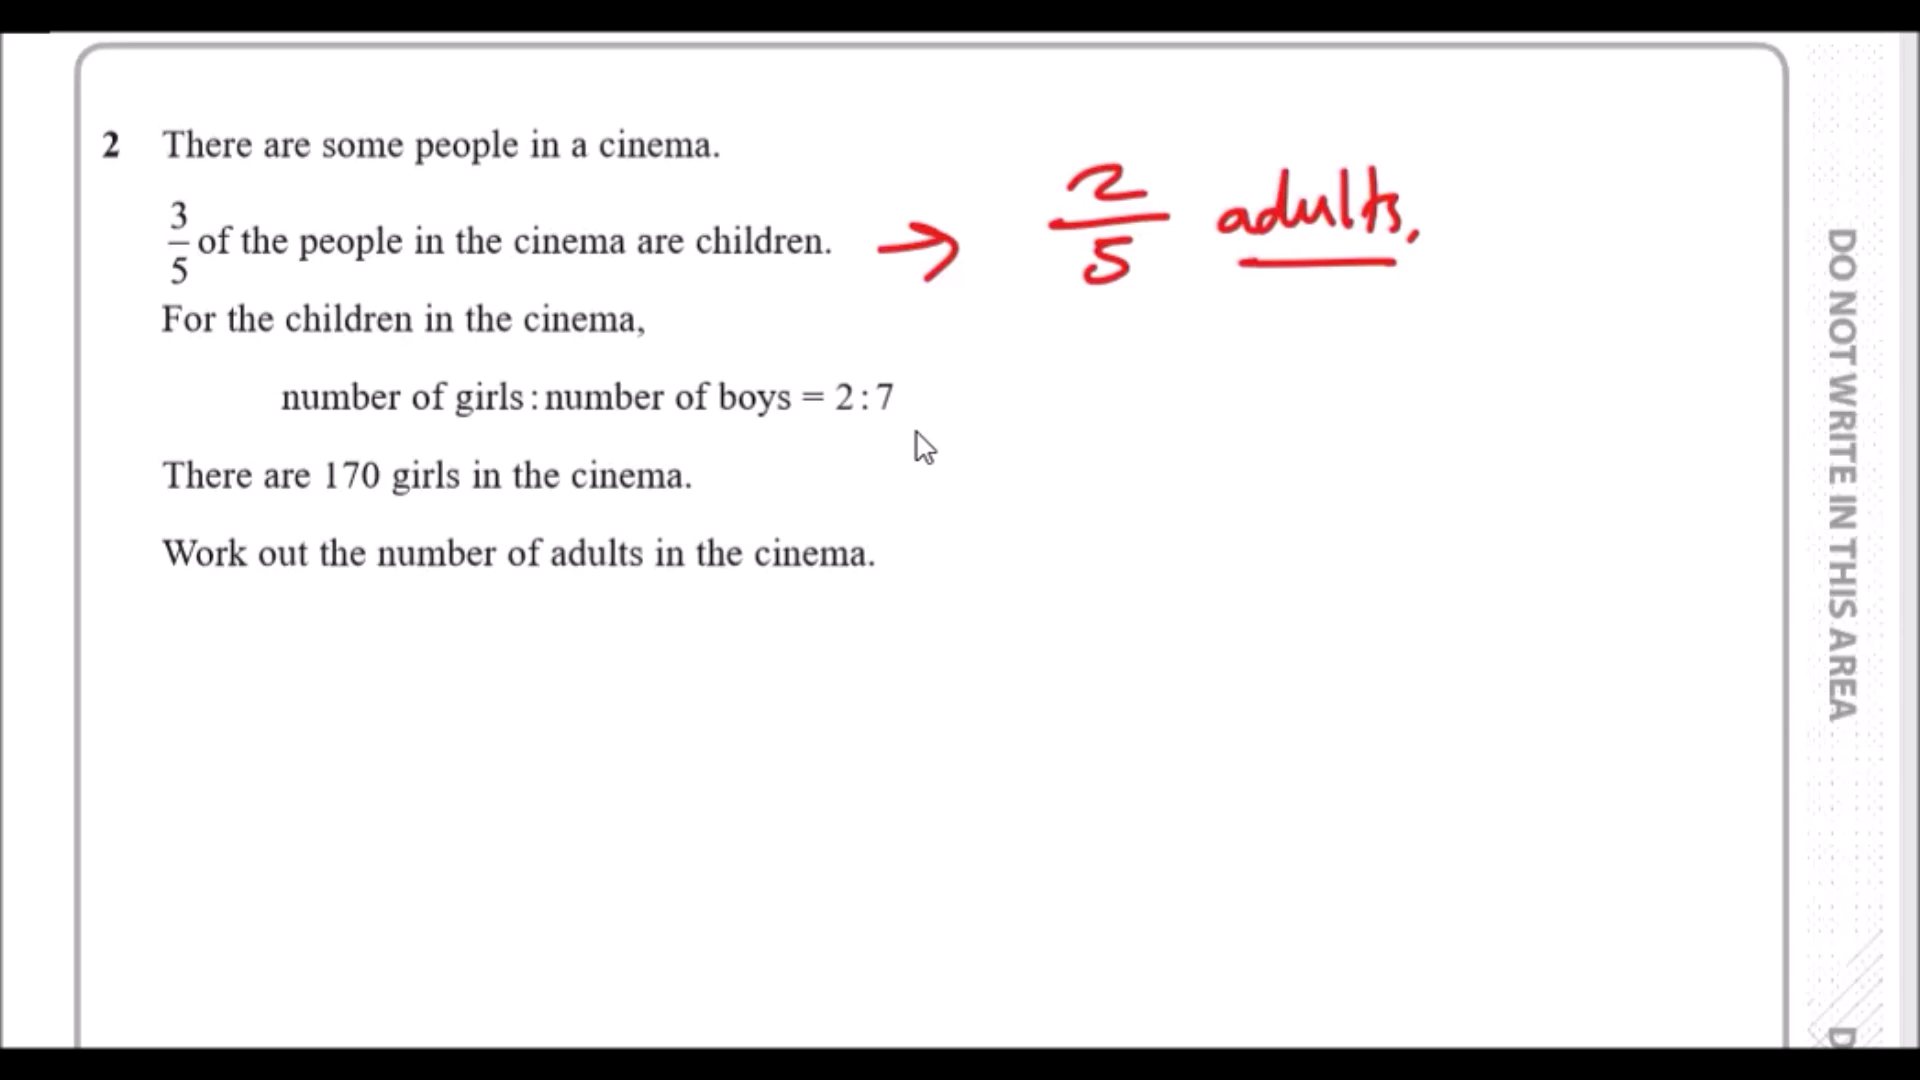 2 There are some people in a cinema.
3/5 of the people in the cinema are children. → 2/5 adults.
For the children in the cinema,
number of girls : number of boys = 2 : 7
There are 170 girls in the cinema.
Work out the number of adults in the cinema.
DO NOT WRITE IN THIS AREA
D